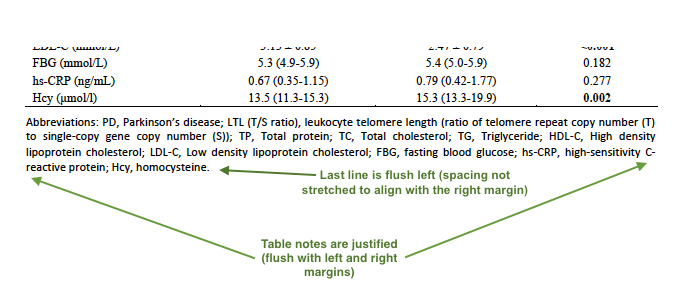 FBG (mmol/L) 5.3 (4.9-5.9) 5.4 (5.0-5.9) 0.182
hs-CRP (ng/mL) 0.67 (0.35-1.15) 0.79 (0.42-1.77) 0.277
Hcy (μmol/l) 13.5 (11.3-15.3) 15.3 (13.3-19.9) 0.002
Abbreviations: PD, Parkinson's disease; LTL (T/S ratio), leukocyte telomere length (ratio of telomere repeat copy number (T)
to single-copy gene copy number (S)); TP, Total protein; TC, Total cholesterol; TG, Triglyceride; HDL-C, High density
lipoprotein cholesterol; LDL-C, Low density lipoprotein cholesterol; FBG, fasting blood glucose; hs-CRP, high-sensitivity C-
reactive protein; Hcy, homocysteine.
Last line is flush left (spacing not
stretched to align with the right margin)
Table notes are justified
(flush with left and right
margins)